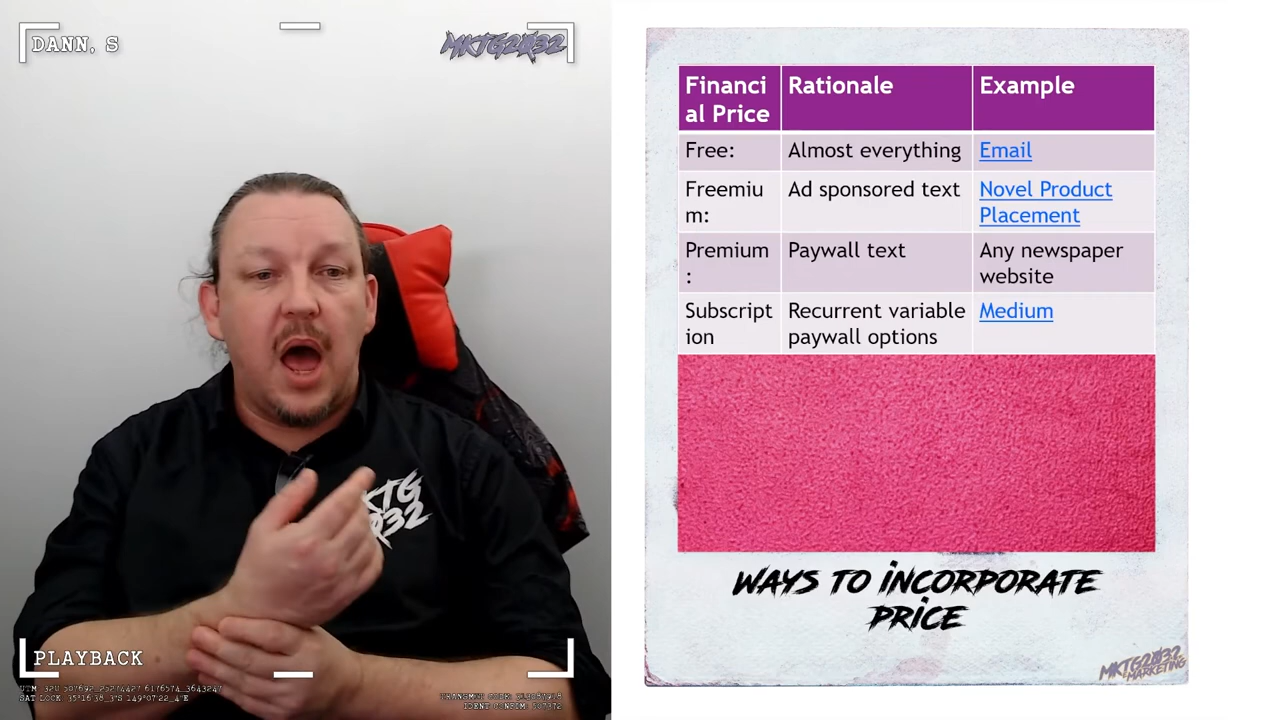 DANN, S
MKTG2032
MKTG
2032
PLAYBACK
Financi
al Price
Rationale
Example
Free:
Almost everything
Email
Freemiu
m:
Ad sponsored text
Novel Product
Placement
Premium
:
Paywall text
Any newspaper
website
Subscript
ion
Recurrent variable
paywall options
Medium
WAYS TO INCORPORATE
PRICE
MKTG2032
MARKETING